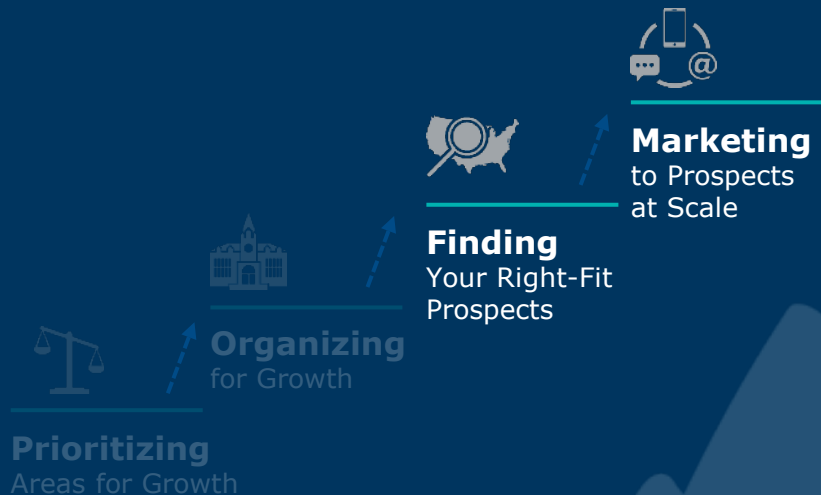 Marketing
to Prospects
at Scale
Finding
Your Right-Fit
Prospects
Organizing
for Growth
Prioritizing
Areas for Growth